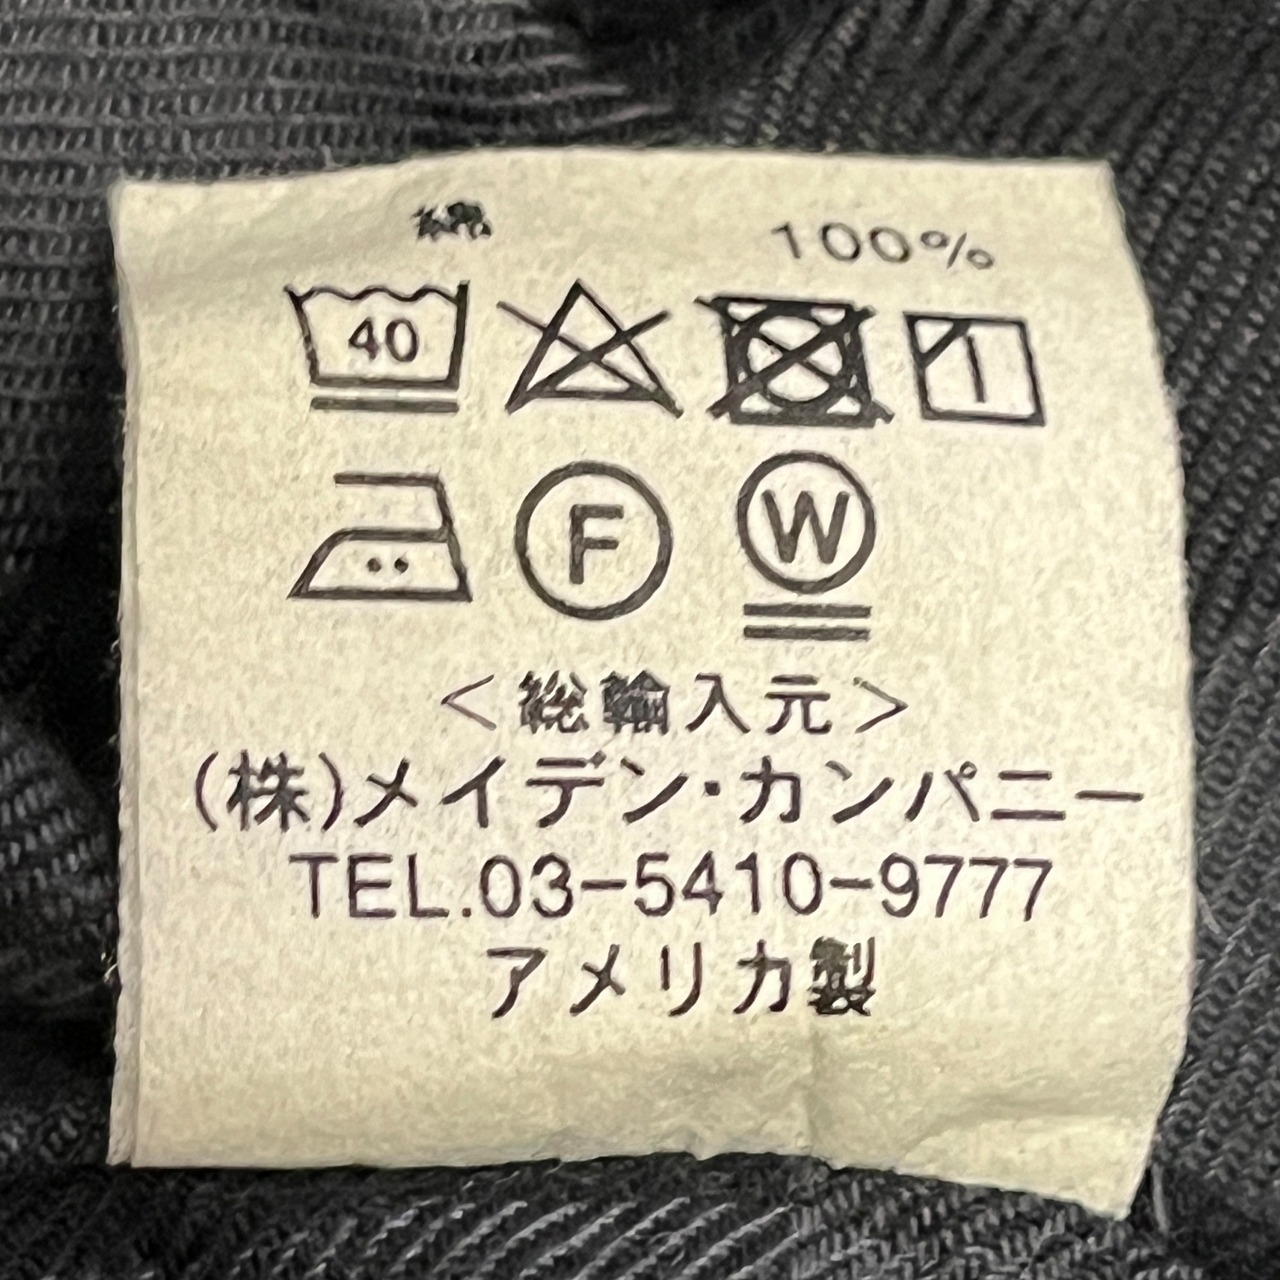 綿 100%
40
F W
<総輸入元>
(株)メイデン・カンパニー
TEL.03-5410-9777
アメリカ製